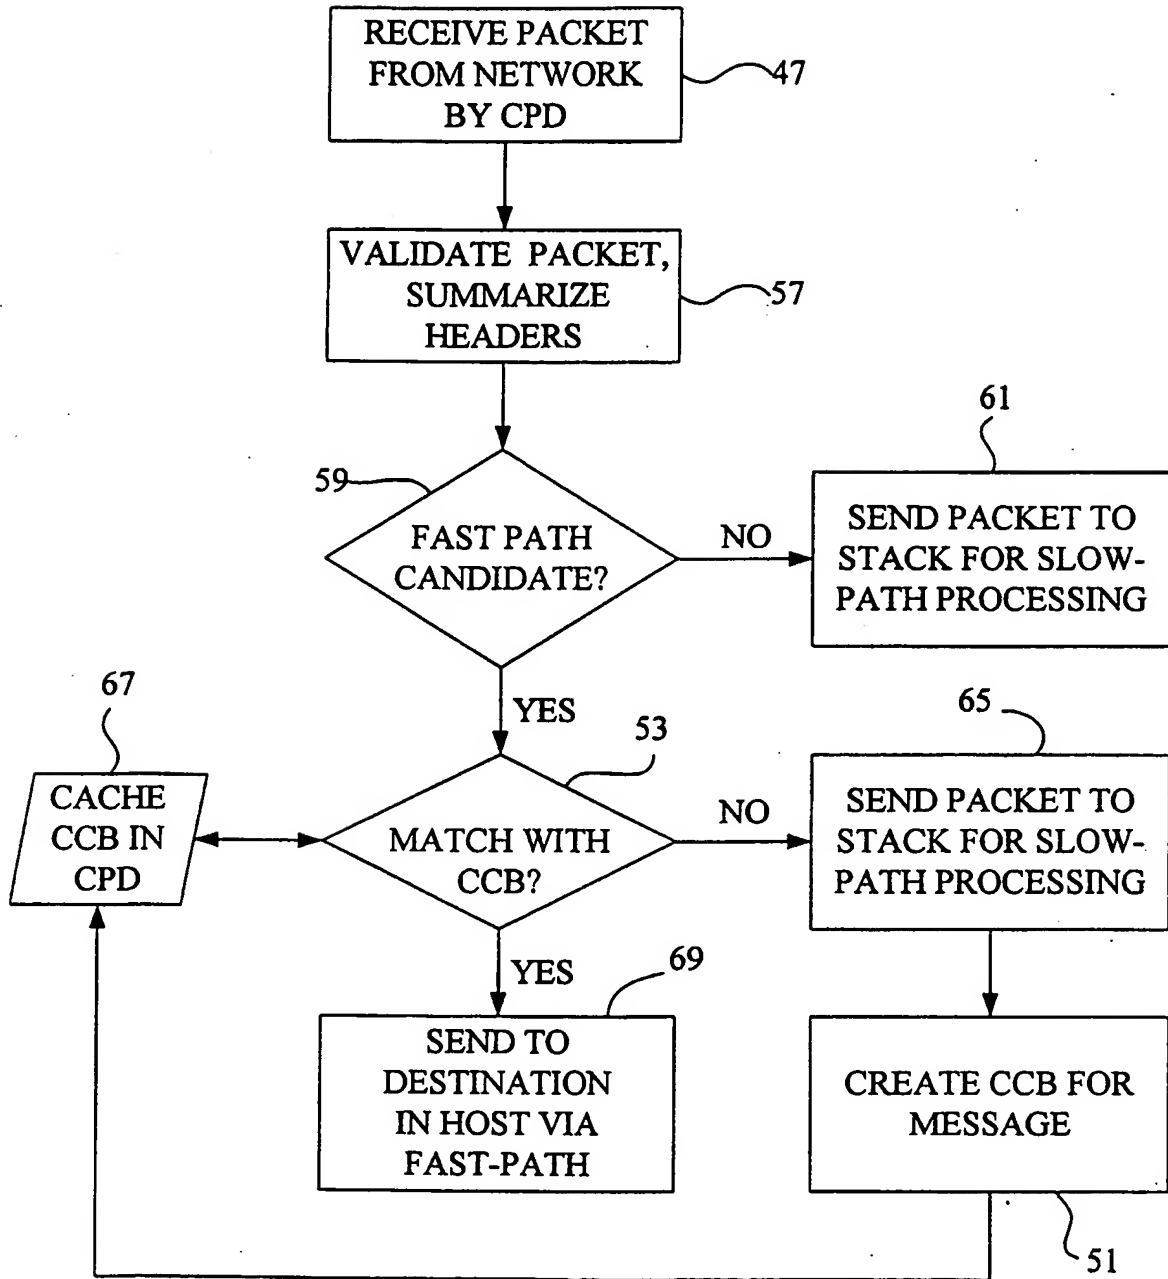 RECEIVE PACKET
FROM NETWORK
BY CPD
47
VALIDATE PACKET,
SUMMARIZE
HEADERS
57
59
FAST PATH
CANDIDATE?
NO
61
SEND PACKET TO
STACK FOR SLOW-
PATH PROCESSING
YES
67
CACHE
CCB IN
CPD
53
MATCH WITH
CCB?
NO
65
SEND PACKET TO
STACK FOR SLOW-
PATH PROCESSING
YES
69
SEND TO
DESTINATION
IN HOST VIA
FAST-PATH
CREATE CCB FOR
MESSAGE
51